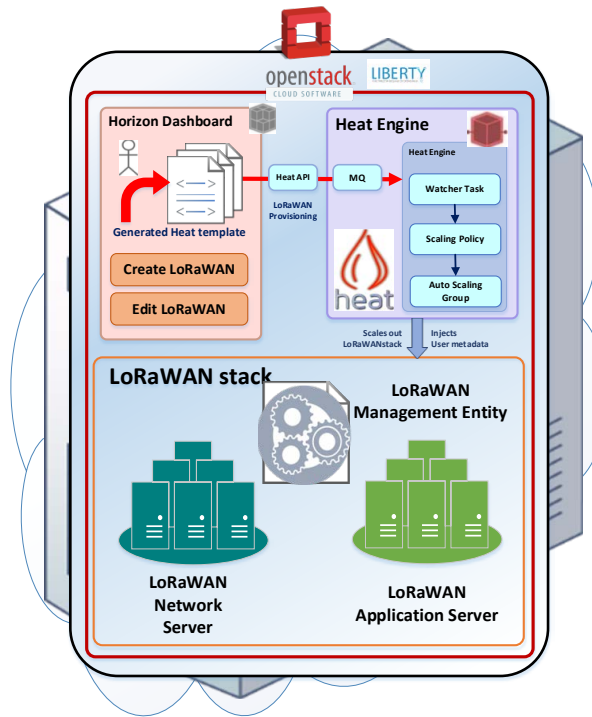 openstack
CLOUD SOFTWARE
LIBERTY
Horizon Dashboard
<—>
<—>
Generated Heat template
Create LoRaWAN
Edit LoRaWAN
Heat API
MQ
LoRaWAN
Provisioning
Heat Engine
Heat Engine
Watcher Task
Scaling Policy
Auto Scaling
Group
heat
Scales out
LoRaWANstack
Injects
User metadata
LoRaWAN stack
LoRaWAN
Management Entity
LoRaWAN
Network
Server
LoRaWAN
Application Server